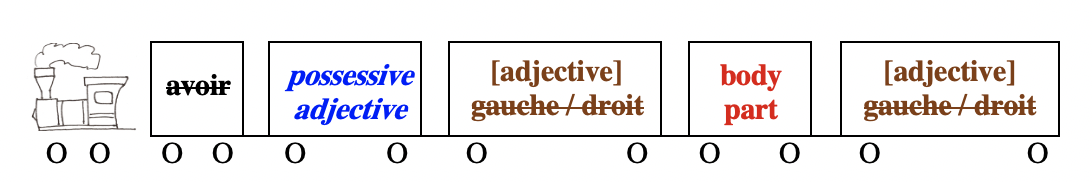 avoir
possessive
adjective
[adjective]
gauche / droit
body
part
[adjective]
gauche / droit
O O O O O O O O O O O O